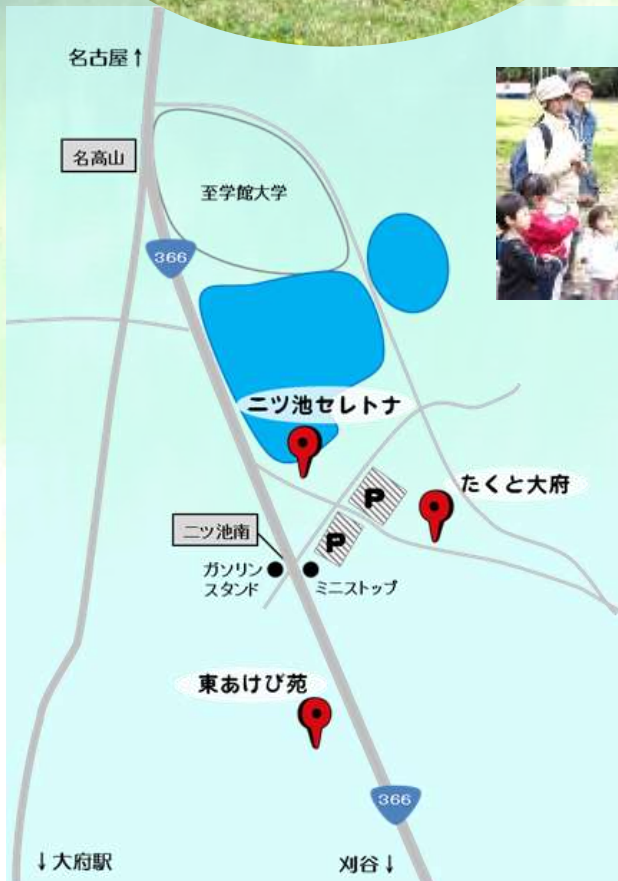 名古屋↑
名高山
至学館大学
366
二ツ池セレトナ
P
たくと大府
P
二ツ池南
ガソリン
スタンド
ミニストップ
東あけび苑
366
↓大府駅
刈谷↓